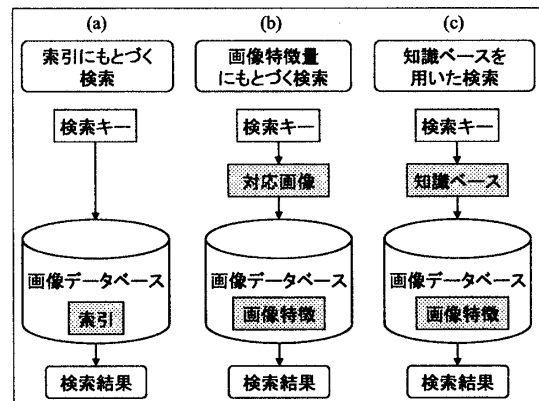 (a)
索引にもとづく
検索
検索キー
画像データベース
索引
検索結果
(b)
画像特徴量
にもとづく検索
検索キー
対応画像
画像データベース
画像特徴
検索結果
(c)
知識ベースを
用いた検索
検索キー
知識ベース
画像データベース
画像特徴
検索結果